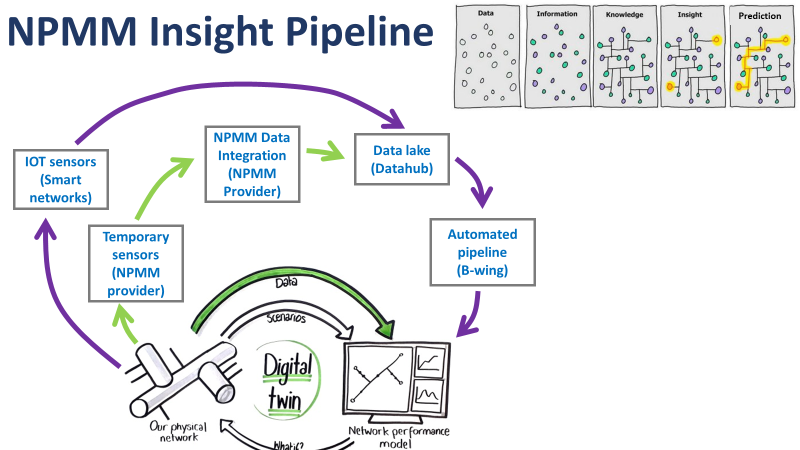 NPMM Insight Pipeline
Data
Information
Knowledge
Insight
Prediction
NPMM Data
Integration
(NPMM
Provider)
Data lake
(Datahub)
IOT sensors
(Smart
networks)
Temporary
sensors
(NPMM
provider)
Automated
pipeline
(B-wing)
Data
Scenarios
Digital
twin
Our physical
network
Network performance
model
What if?